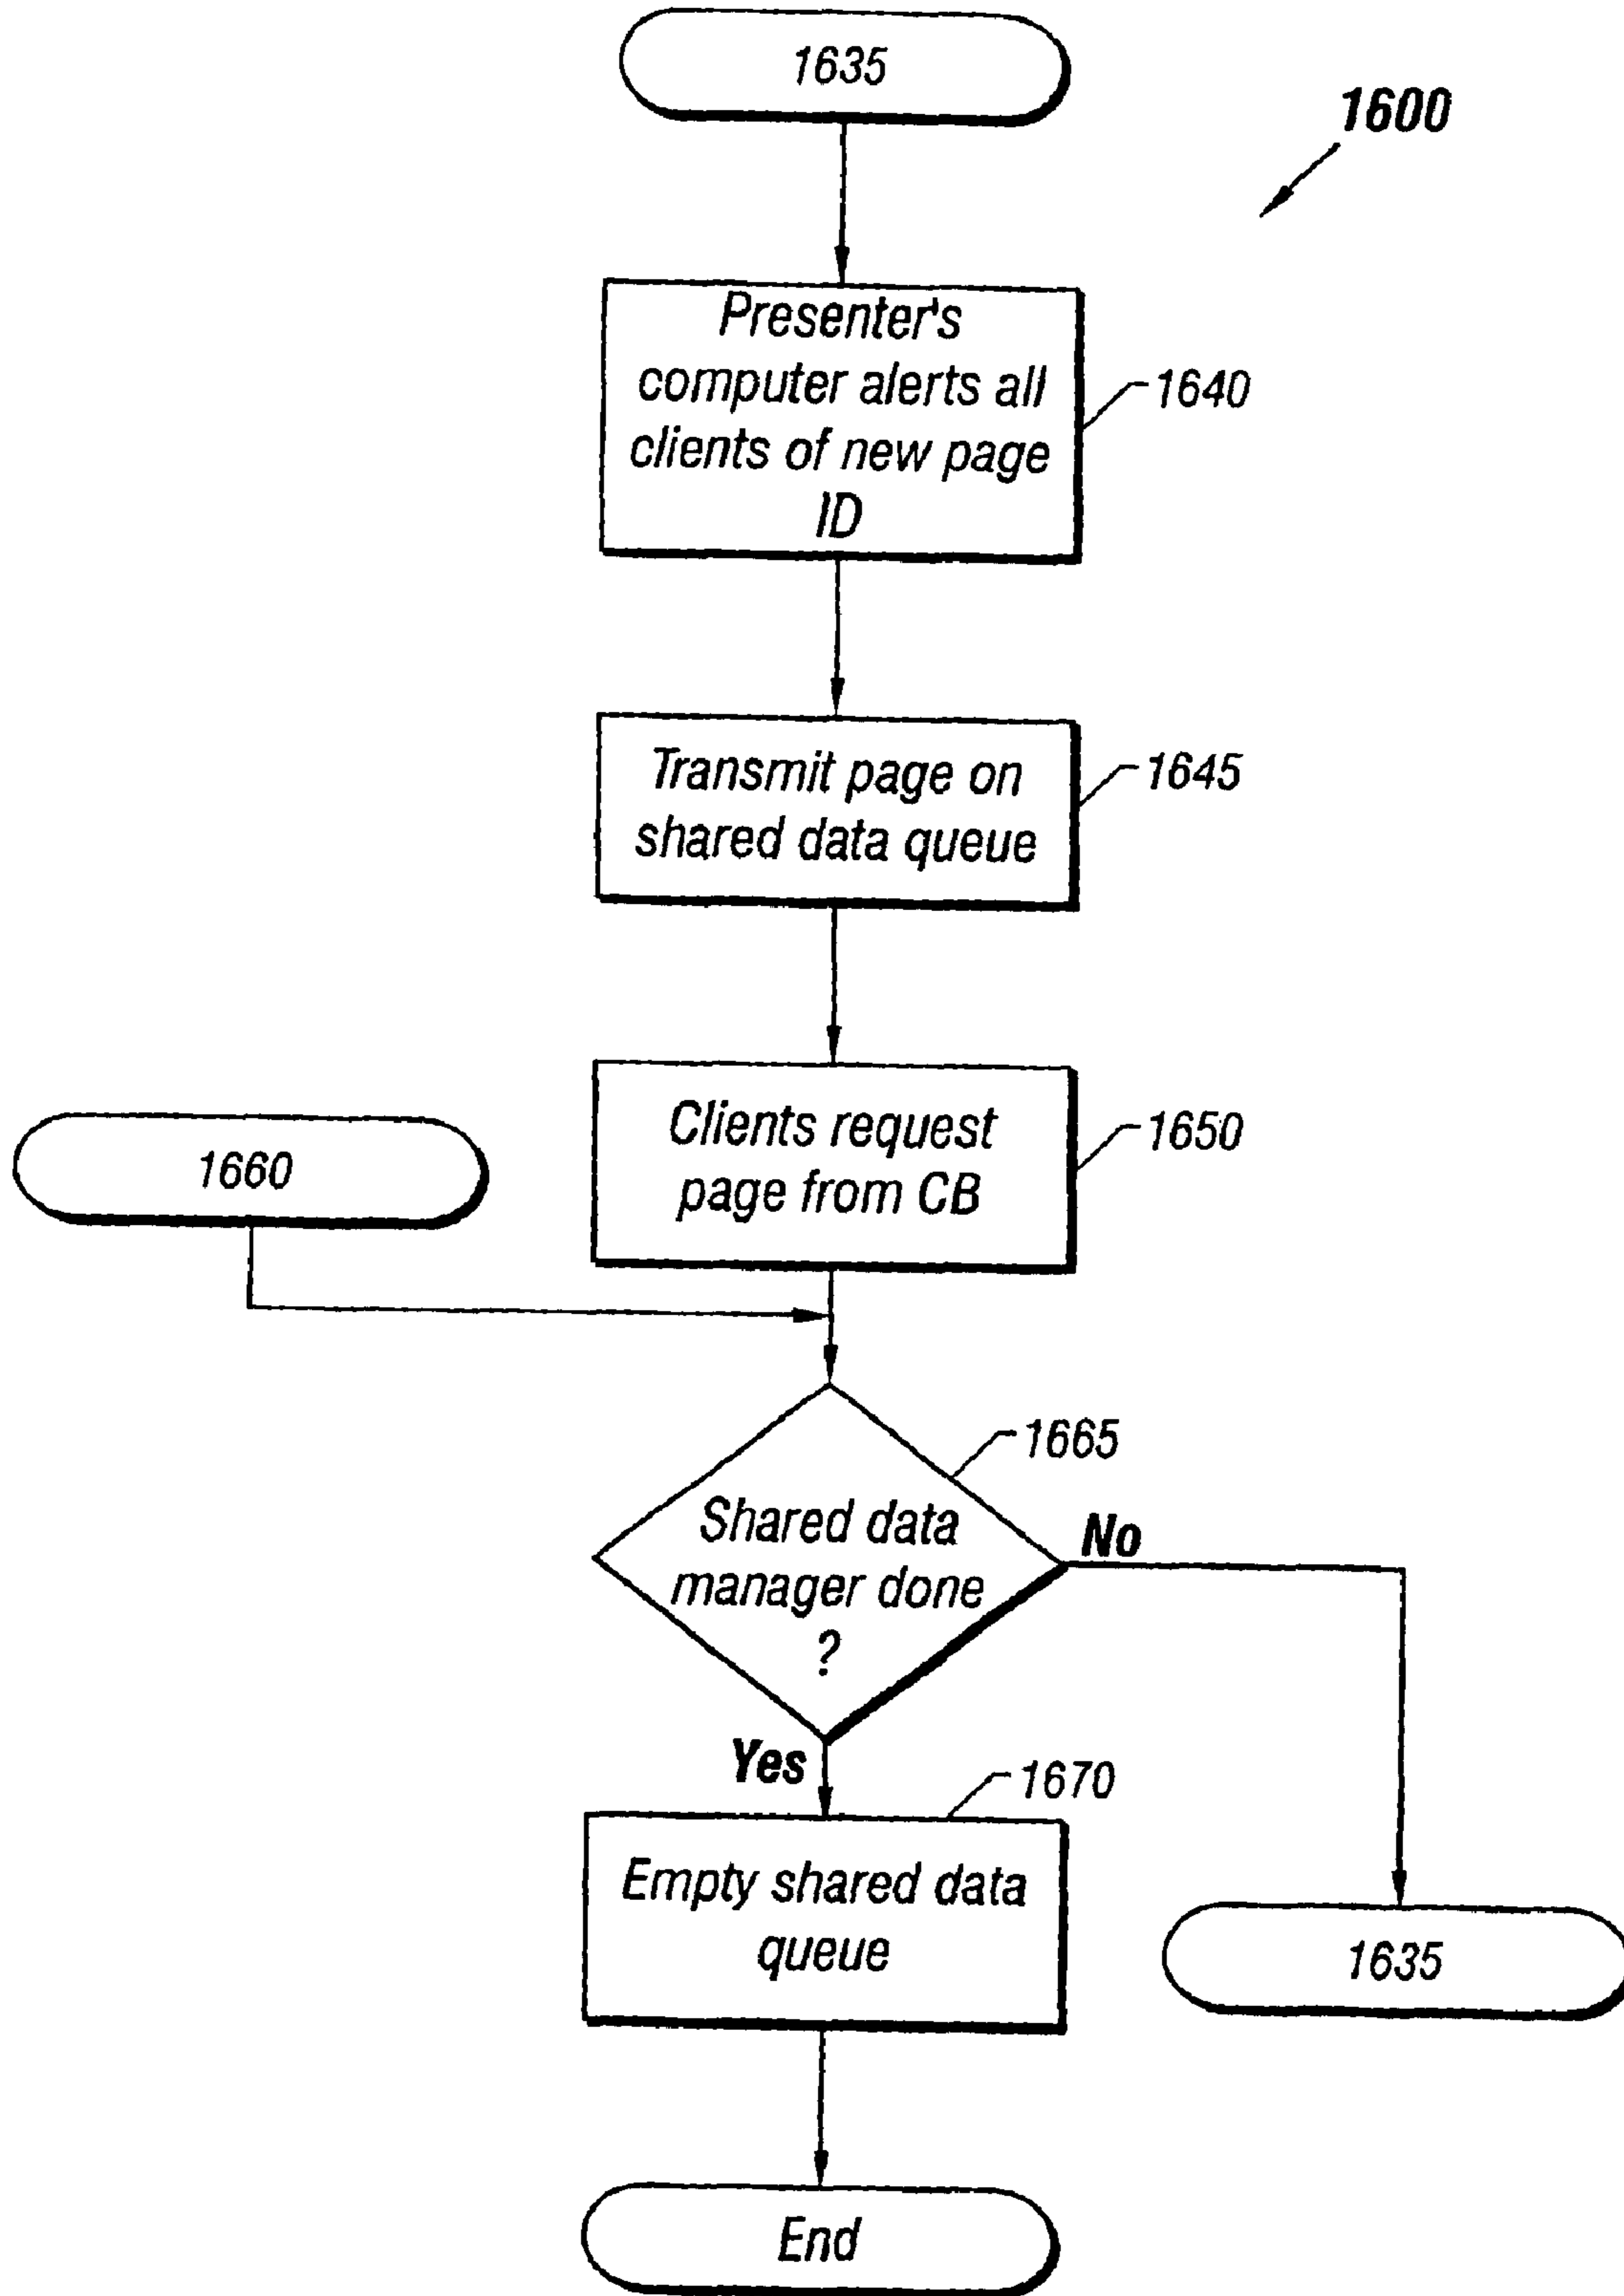 1635
1600
Presenter's
computer alerts all
clients of new page
ID
1640
Transmit page on
shared data queue
1645
Clients request
page from CB
1650
1660
1665
Shared data
manager done
?
No
Yes
1670
Empty shared data
queue
1635
End